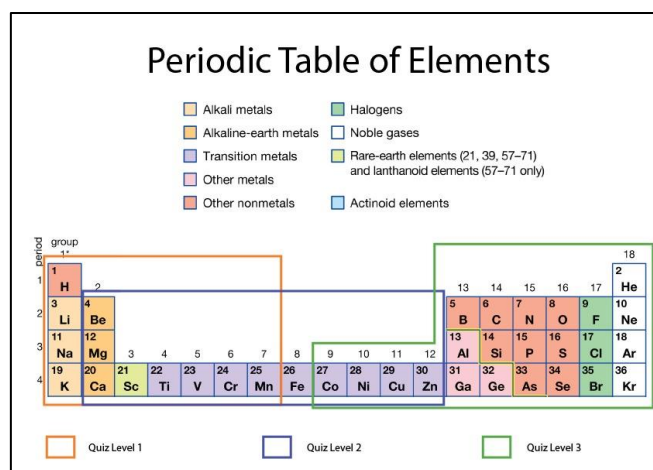 Periodic Table of Elements
Alkali metals
Alkaline-earth metals
Transition metals
Other metals
Other nonmetals
Halogens
Noble gases
Rare-earth elements (21, 39, 57–71)
and lanthanoid elements (57–71 only)
Actinoid elements
period
group
1* 18
1 1 2
H 2 13 14 15 16 17 He
2 3 4 5 6 7 8 9 10
Li Be B C N O F Ne
3 11 12 13 14 15 16 17 18
Na Mg 3 4 5 6 7 8 9 10 11 12 Al Si P S Cl Ar
4 19 20 21 22 23 24 25 26 27 28 29 30 31 32 33 34 35 36
K Ca Sc Ti V Cr Mn Fe Co Ni Cu Zn Ga Ge As Se Br Kr
Quiz Level 1 Quiz Level 2 Quiz Level 3